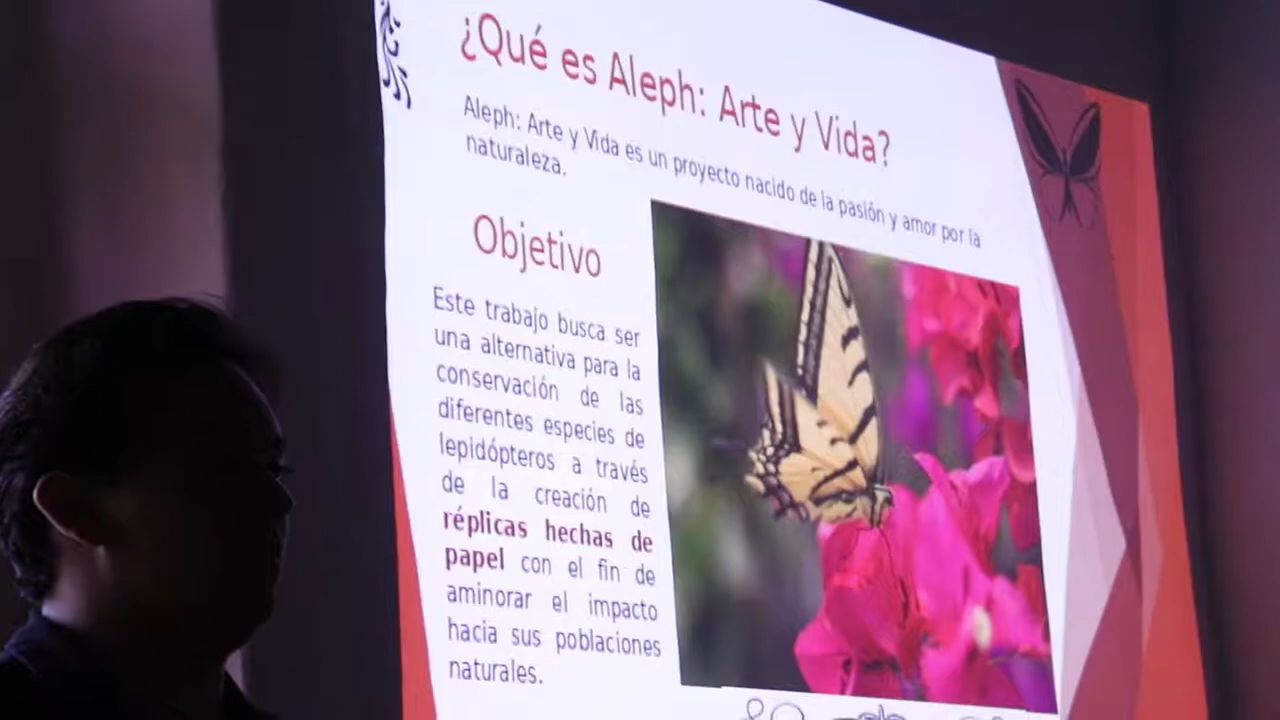 ¿Qué es Aleph: Arte y Vida?
Aleph: Arte y Vida es un proyecto nacido de la pasión y amor por la
naturaleza.
Objetivo
Este trabajo busca ser
una alternativa para la
conservación de las
diferentes especies de
lepidópteros a través
de la creación de
réplicas hechas de
papel con el fin de
aminorar el impacto
hacia sus poblaciones
naturales.